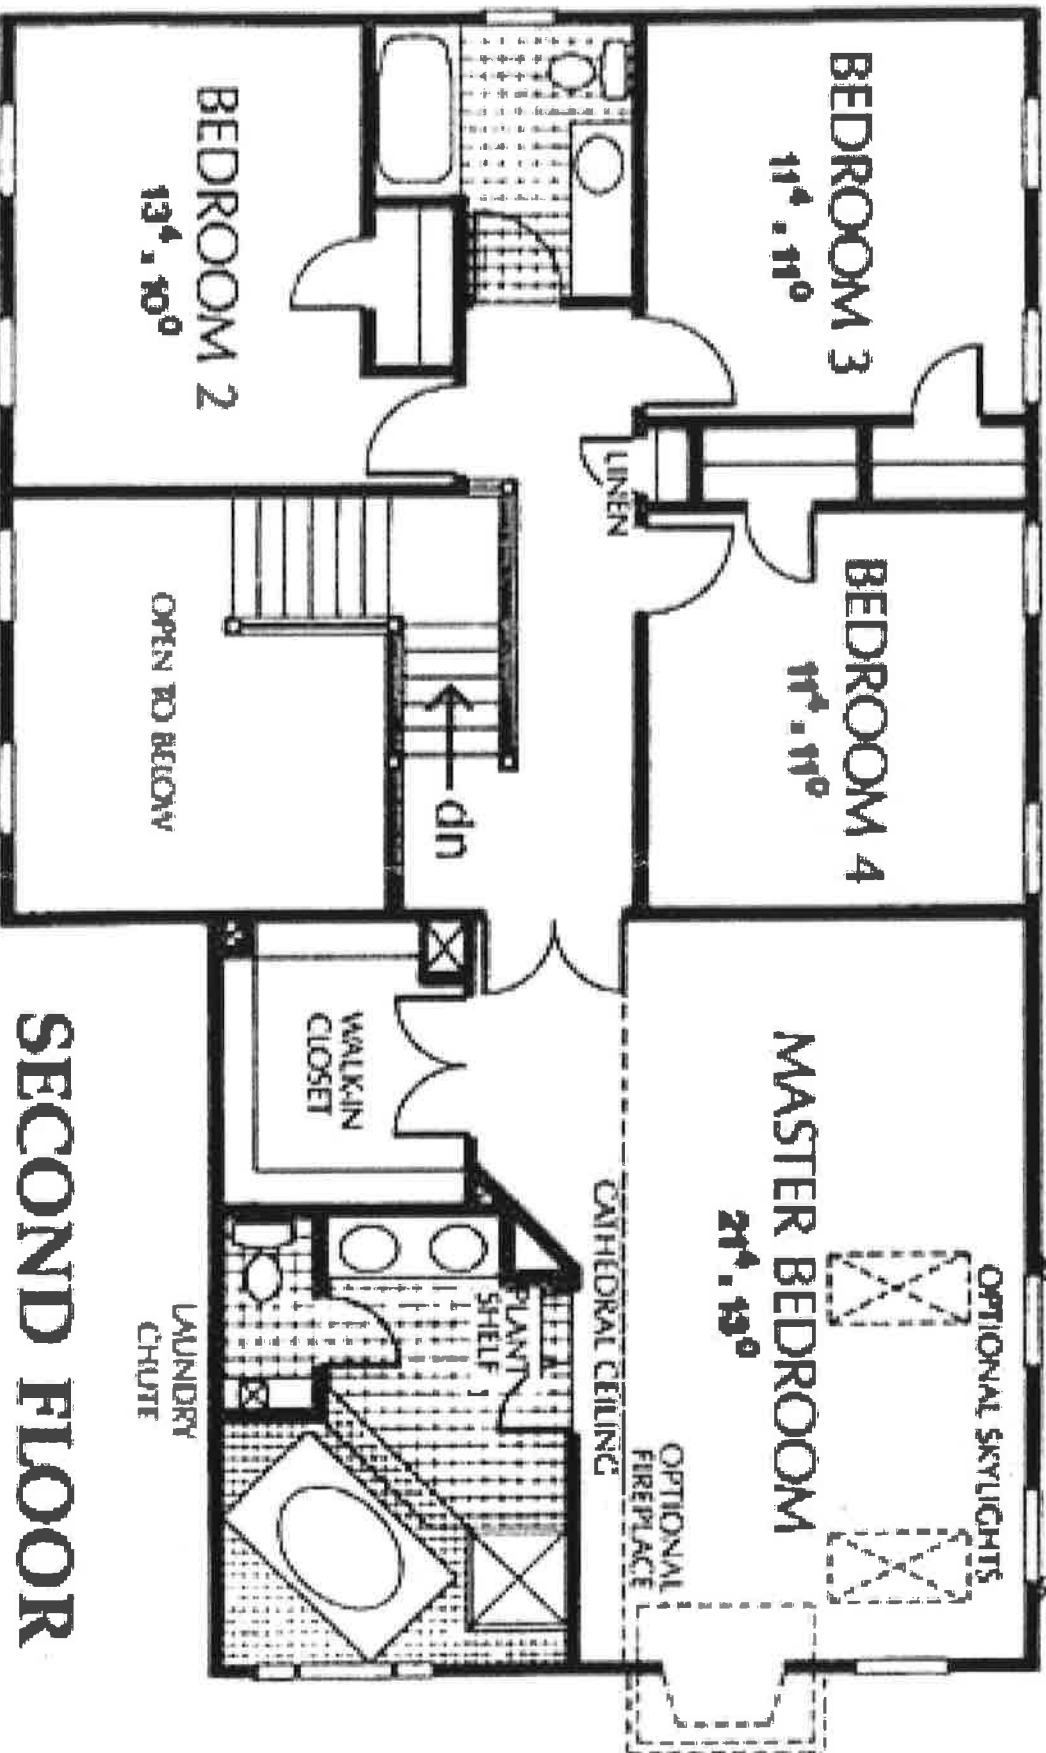 BEDROOM 3
11⁴ . 11⁰
BEDROOM 4
11⁴ . 11⁰
OPTIONAL SKYLIGHTS
MASTER BEDROOM
21⁴ . 13⁰
OPTIONAL
FIREPLACE
LINEN
CATHEDRAL CEILING
dn
PLANT
SHELF
BEDROOM 2
13⁴ . 10⁰
WALK-IN
CLOSET
OPEN TO BELOW
LAUNDRY
CHUTE
SECOND FLOOR